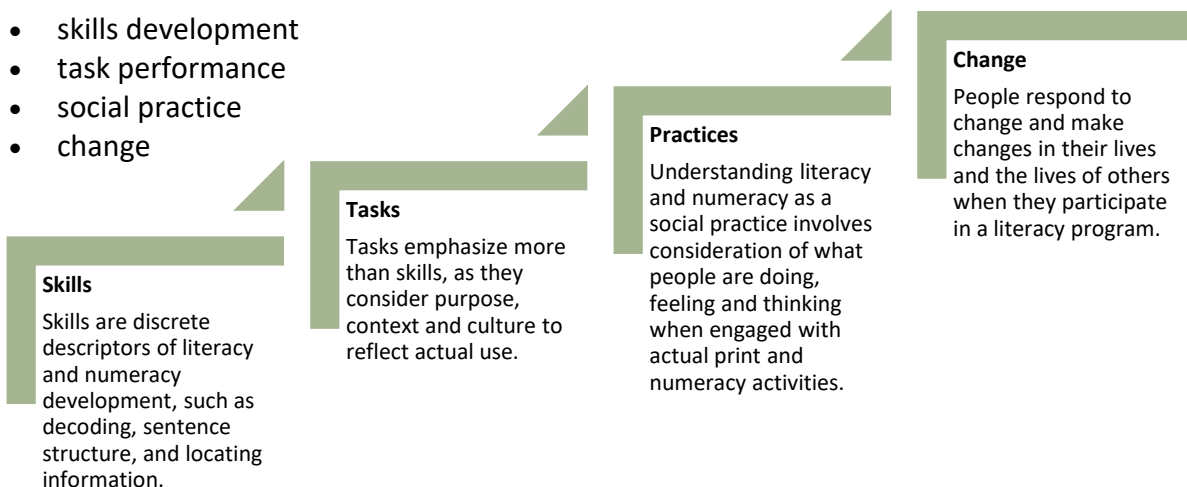 • skills development
• task performance
• social practice
• change
Skills
Skills are discrete
descriptors of literacy
and numeracy
development, such as
decoding, sentence
structure, and locating
information.
Tasks
Tasks emphasize more
than skills, as they
consider purpose,
context and culture to
reflect actual use.
Practices
Understanding literacy
and numeracy as a
social practice involves
consideration of what
people are doing,
feeling and thinking
when engaged with
actual print and
numeracy activities.
Change
People respond to
change and make
changes in their lives
and the lives of others
when they participate
in a literacy program.